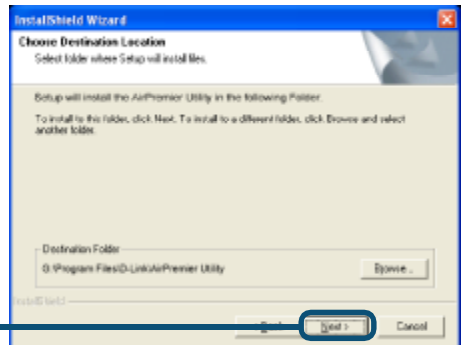 InstallShield Wizard
Choose Destination Location
Select folder where Setup will install files.
Setup will install the AirPremier Utility in the following Folder.
To install to this folder, click Next. To install to a different folder, click Browse and select
another folder.
Destination Folder
G:\Program Files\D-Link\AirPremier Utility
Browse...
InstallShield
Next >
Cancel